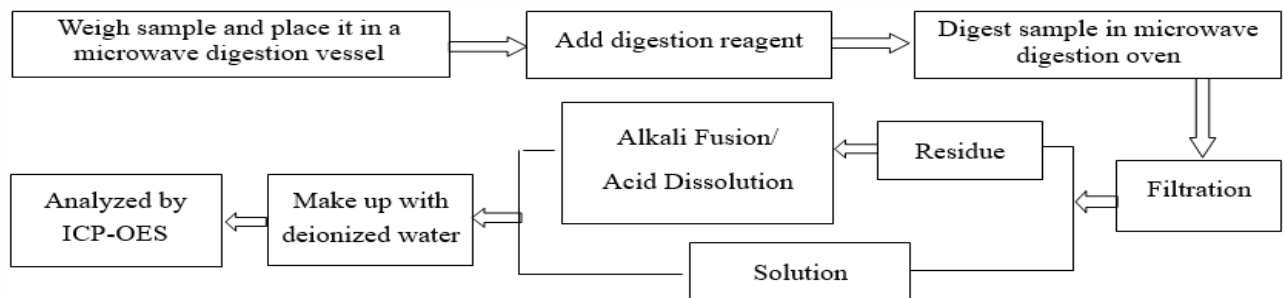 Weigh sample and place it in a
microwave digestion vessel
Add digestion reagent
Digest sample in microwave
digestion oven
Filtration
Residue
Alkali Fusion/
Acid Dissolution
Solution
Make up with
deionized water
Analyzed by
ICP-OES